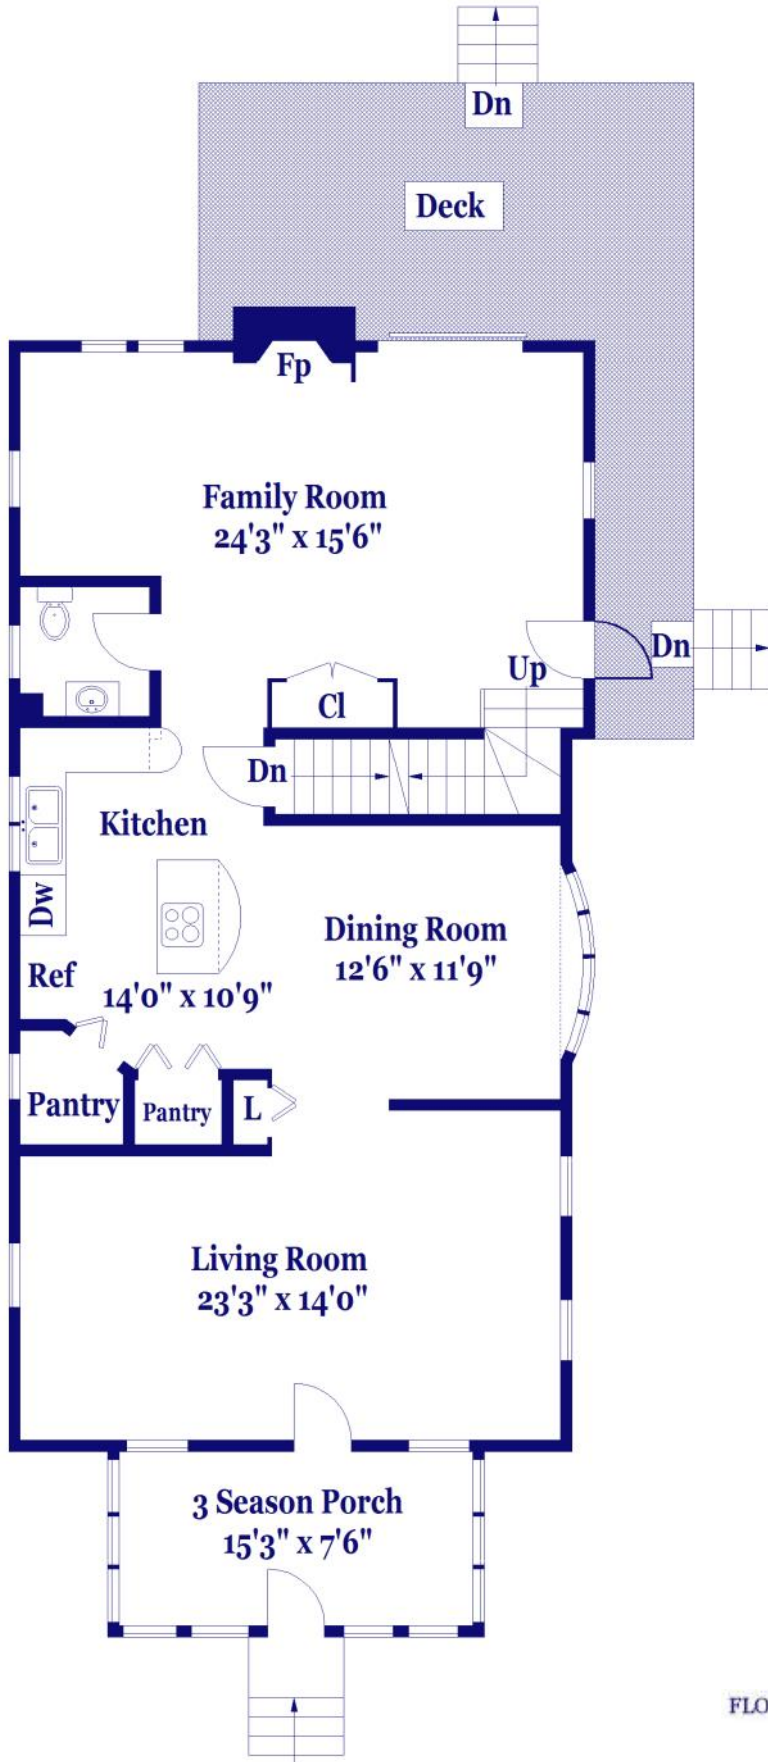 Dn
Deck
Fp
Family Room
24'3" x 15'6"
Dn
Up
Cl
Dn
Kitchen
Dw
Dining Room
12'6" x 11'9"
Ref
14'0" x 10'9"
Pantry
Pantry
L
Living Room
23'3" x 14'0"
3 Season Porch
15'3" x 7'6"
FLO